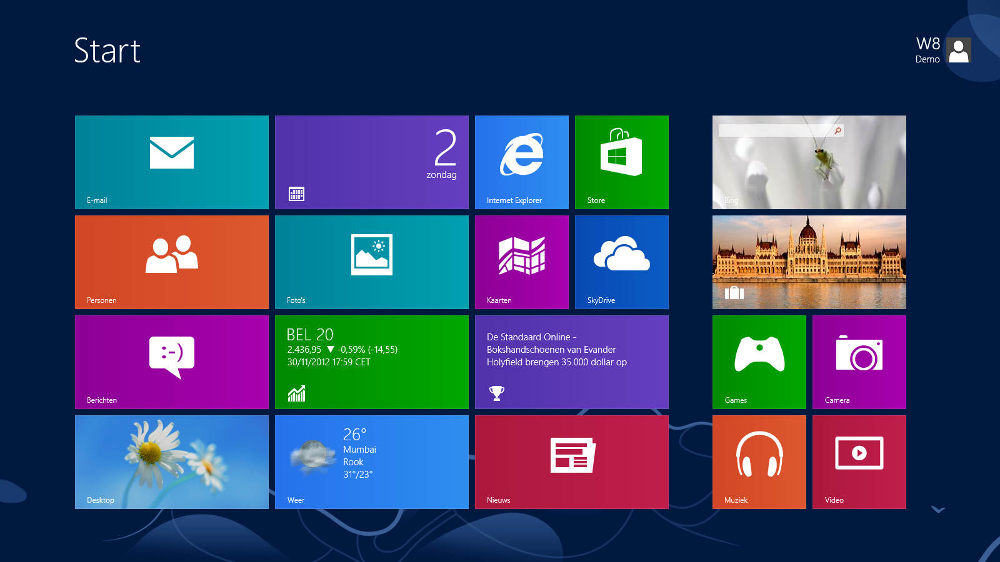 Start
W8
Demo
E-mail
2
zondag
Internet Explorer
Store
Bing
Personen
Foto's
Kaarten
SkyDrive
Berichten
:-)
BEL 20
2.436,95 ▼ -0,59% (-14,55)
30/11/2012 17:59 CET
De Standaard Online -
Bokshandschoenen van Evander
Holyfield brengen 35.000 dollar op
Games
Camera
Desktop
26°
Mumbai
Rook
31°/23°
Weer
Nieuws
Muziek
Video